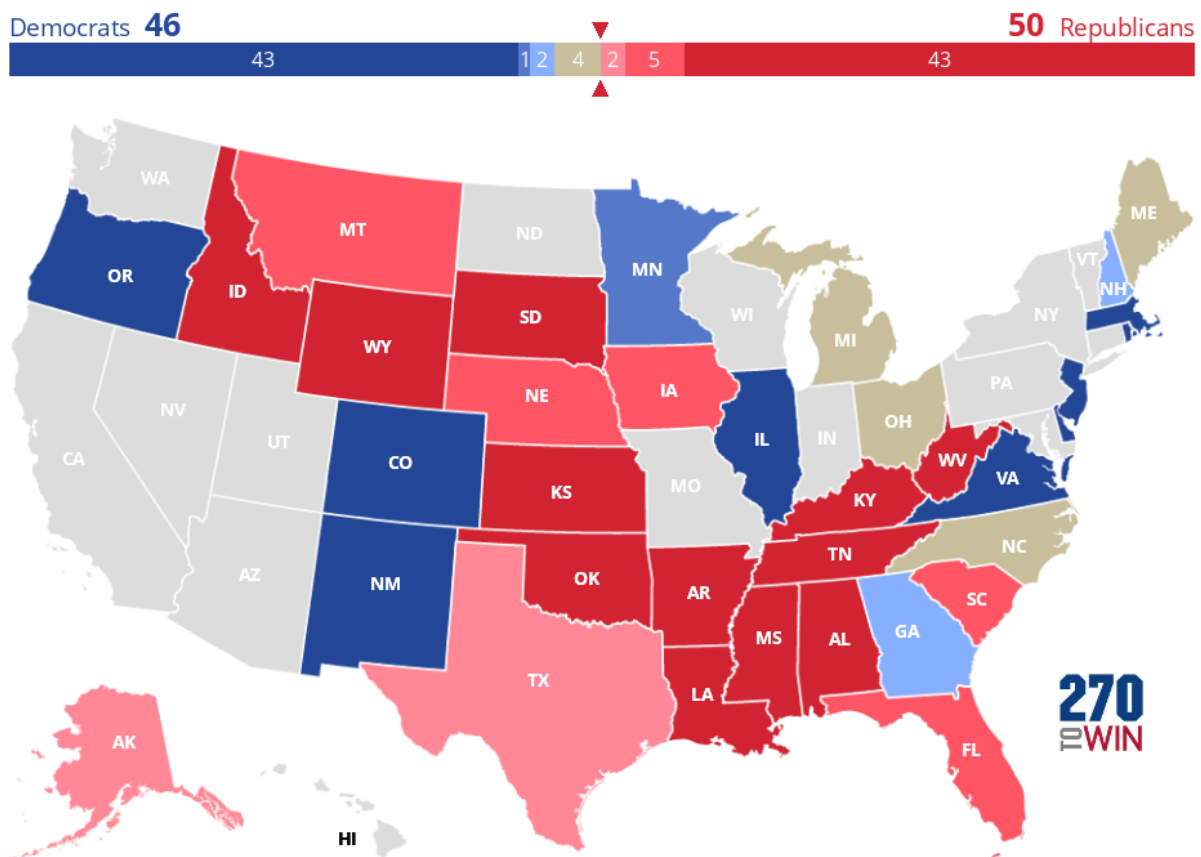 Democrats 46
50 Republicans
43 1 2 4 2 5 43
WA
MT
ND
MN
ME
VT
NH
OR
ID
SD
WI
NY
WY
MI
NE
IA
PA
NV
UT
OH
IL
IN
CA
CO
WV
VA
KS
MO
KY
NC
TN
AZ
NM
OK
AR
SC
MS
AL
GA
TX
LA
270
TO WIN
AK
FL
HI